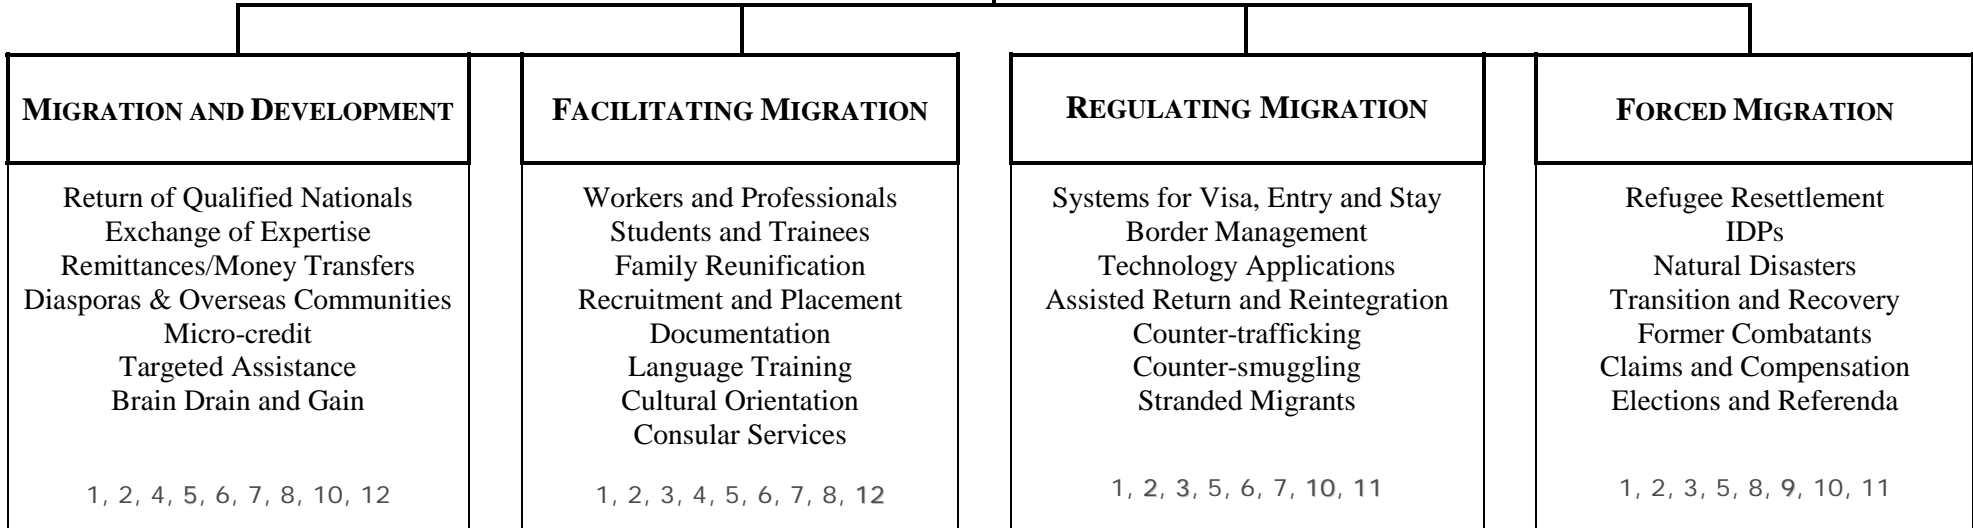 MIGRATION AND DEVELOPMENT
Return of Qualified Nationals
Exchange of Expertise
Remittances/Money Transfers
Diasporas & Overseas Communities
Micro-credit
Targeted Assistance
Brain Drain and Gain
1, 2, 4, 5, 6, 7, 8, 10, 12
FACILITATING MIGRATION
Workers and Professionals
Students and Trainees
Family Reunification
Recruitment and Placement
Documentation
Language Training
Cultural Orientation
Consular Services
1, 2, 3, 4, 5, 6, 7, 8, 12
REGULATING MIGRATION
Systems for Visa, Entry and Stay
Border Management
Technology Applications
Assisted Return and Reintegration
Counter-trafficking
Counter-smuggling
Stranded Migrants
1, 2, 3, 5, 6, 7, 10, 11
FORCED MIGRATION
Refugee Resettlement
IDPs
Natural Disasters
Transition and Recovery
Former Combatants
Claims and Compensation
Elections and Referenda
1, 2, 3, 5, 8, 9, 10, 11